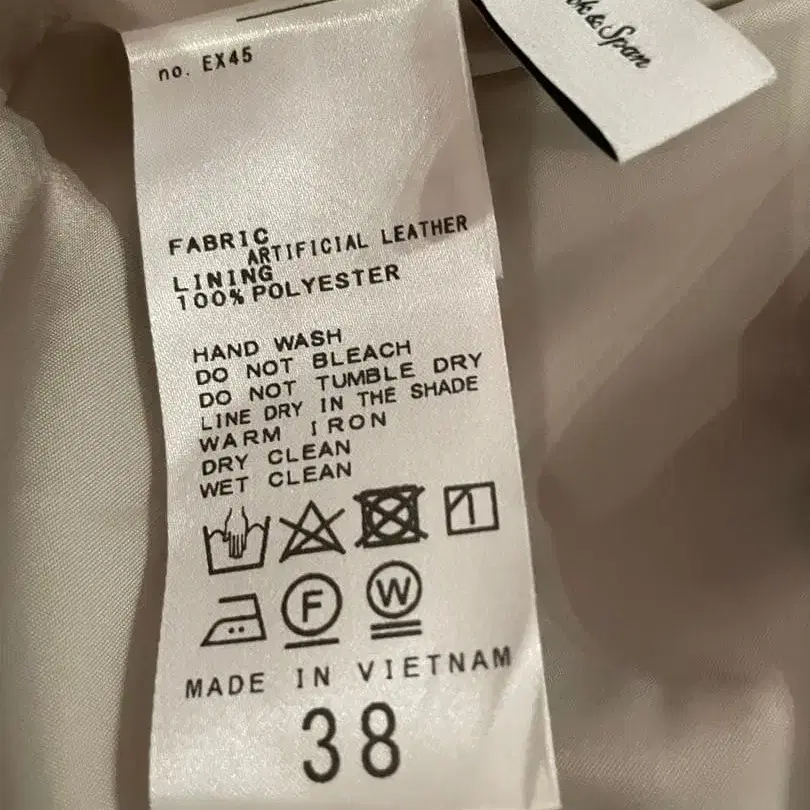 no. EX45
& Span
FABRIC
ARTIFICIAL LEATHER
LINING
100% POLYESTER
HAND WASH
DO NOT BLEACH
DO NOT TUMBLE DRY
LINE DRY IN THE SHADE
WARM IRON
DRY CLEAN
WET CLEAN
F W
MADE IN VIETNAM
38